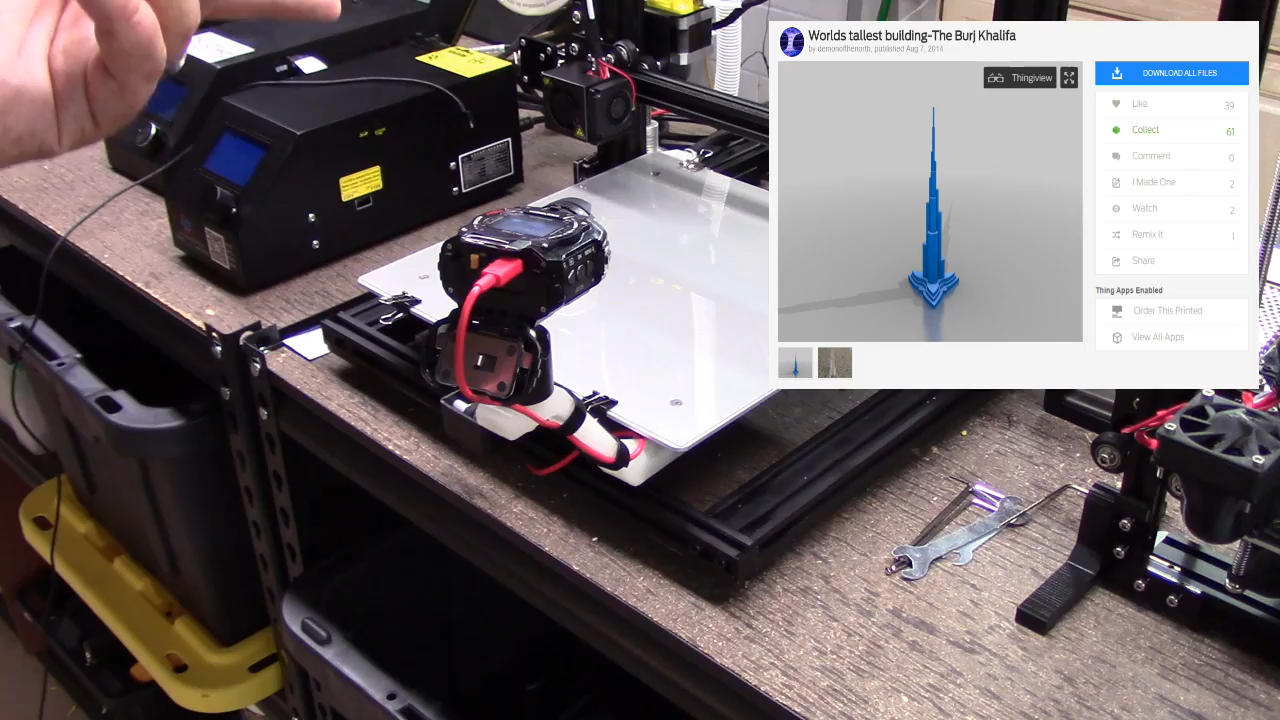 Worlds tallest building-The Burj Khalifa
by demonofthenorth, published Aug 7, 2014
Thingiview
DOWNLOAD ALL FILES
Like 39
Collect 61
Comment 0
I Made One 2
Watch 2
Remix It 1
Share
Thing Apps Enabled
Order This Printed
View All Apps